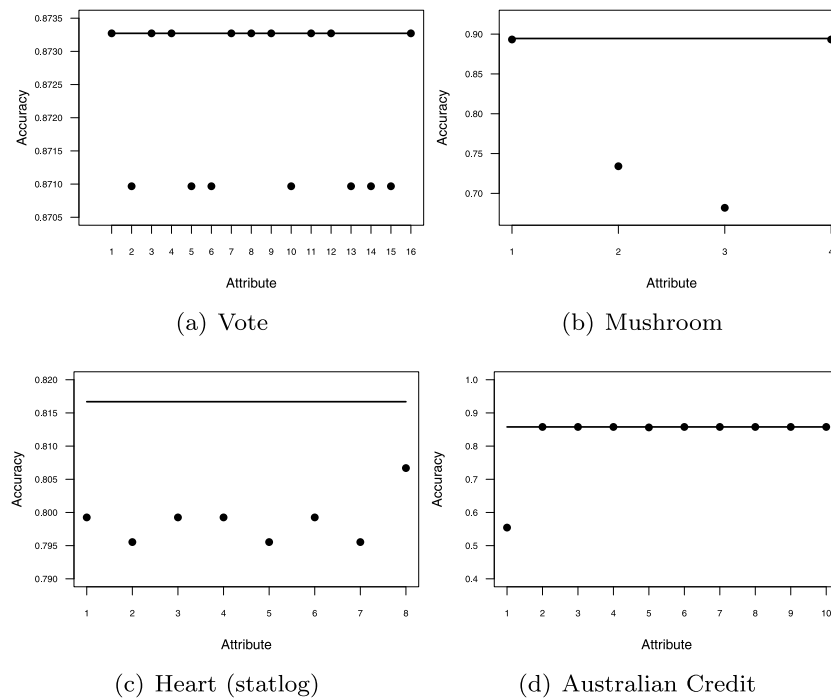 0.8735
0.8730
0.8725
0.8720
0.8715
0.8710
0.8705
Accuracy
1 2 3 4 5 6 7 8 9 10 11 12 13 14 15 16
Attribute
(a) Vote
0.90
0.85
0.80
0.75
0.70
Accuracy
1 2 3 4
Attribute
(b) Mushroom
0.820
0.815
0.810
0.805
0.800
0.795
0.790
Accuracy
1 2 3 4 5 6 7 8
Attribute
(c) Heart (statlog)
1.0
0.9
0.8
0.7
0.6
0.5
0.4
Accuracy
1 2 3 4 5 6 7 8 9 10
Attribute
(d) Australian Credit